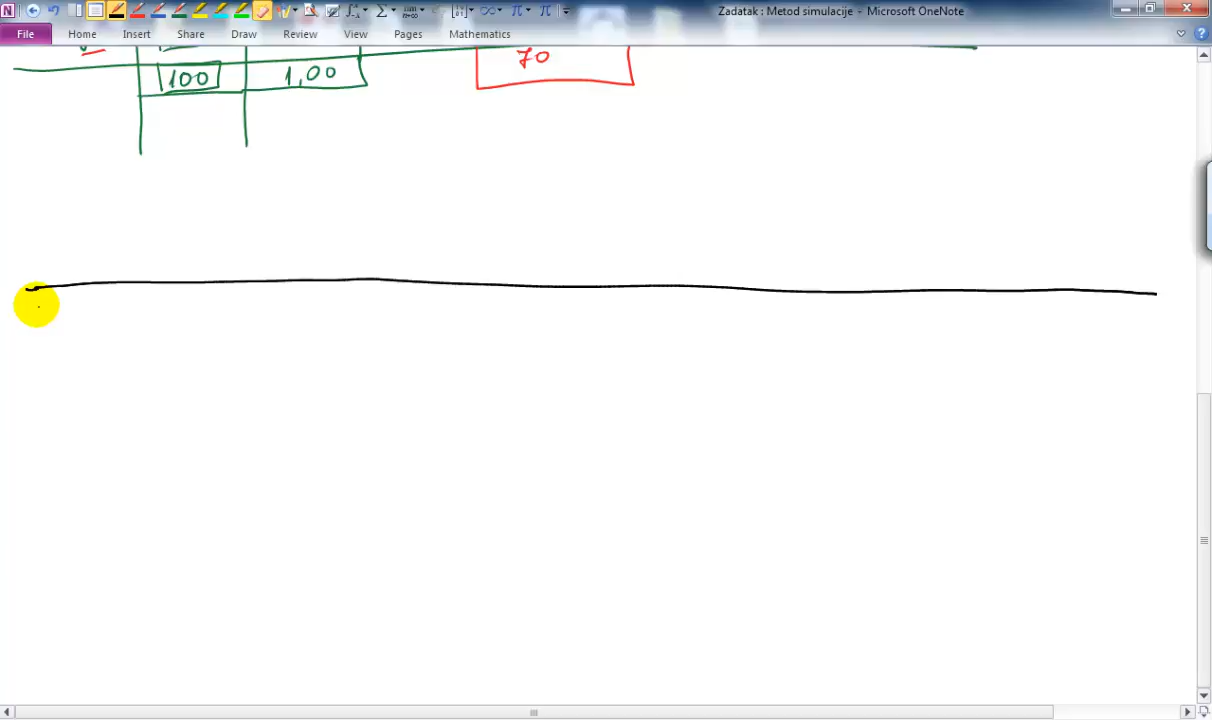 Zadatak : Metod simulacije - Microsoft OneNote
File Home Insert Share Draw Review View Pages Mathematics
70
100 1,00